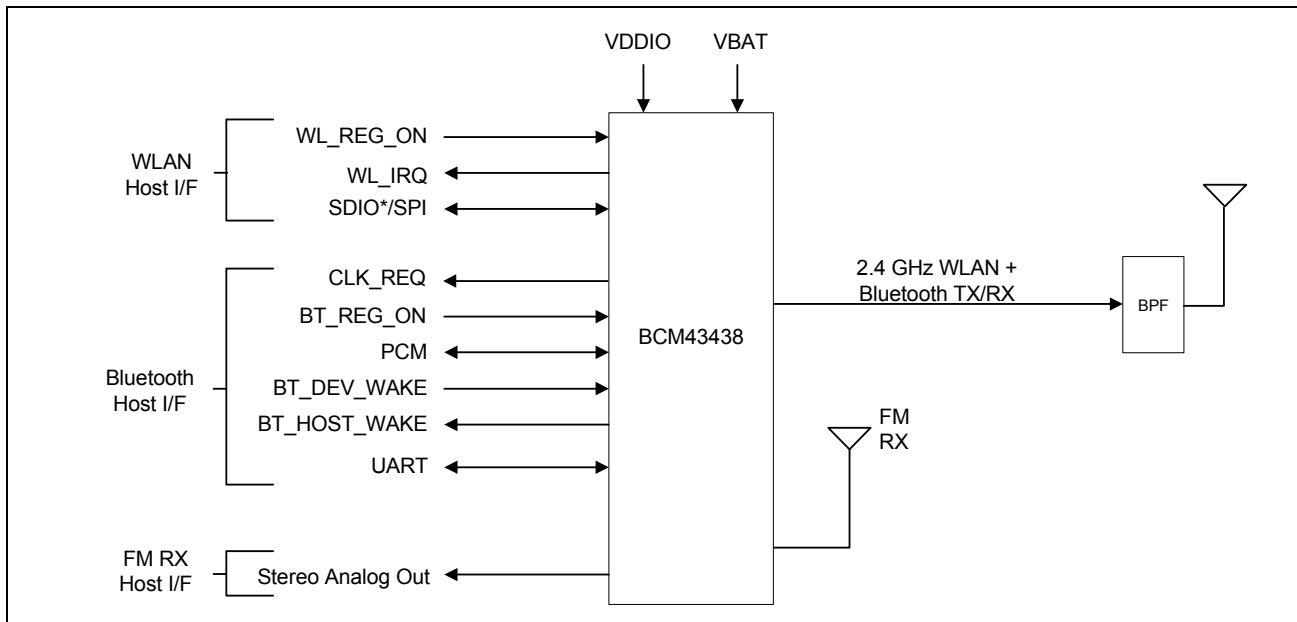 VDDIO
VBAT
WLAN
Host I/F
WL_REG_ON
WL_IRQ
SDIO*/SPI
Bluetooth
Host I/F
CLK_REQ
BT_REG_ON
PCM
BT_DEV_WAKE
BT_HOST_WAKE
UART
FM RX
Host I/F
Stereo Analog Out
BCM43438
2.4 GHz WLAN +
Bluetooth TX/RX
BPF
FM
RX